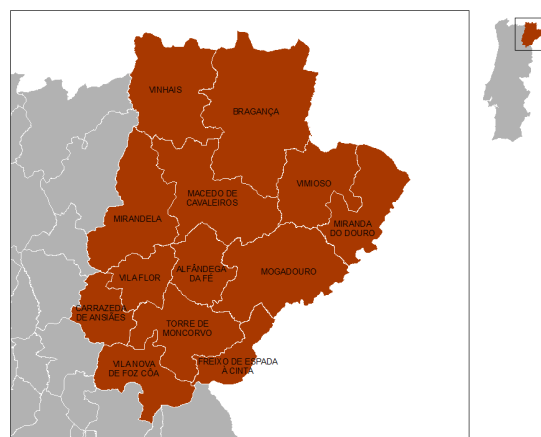 VINHAIS
BRAGANÇA
VIMIOSO
MACEDO DE
CAVALEIROS
MIRANDELA
MIRANDA
DO DOURO
ALFÂNDEGA
DA FÉ
VILA FLOR
MOGADOURO
CARRAZEDA
DE ANSIÃES
TORRE DE
MONCORVO
VILA NOVA
DE FOZ CÔA
FREIXO DE ESPADA
À CINTA